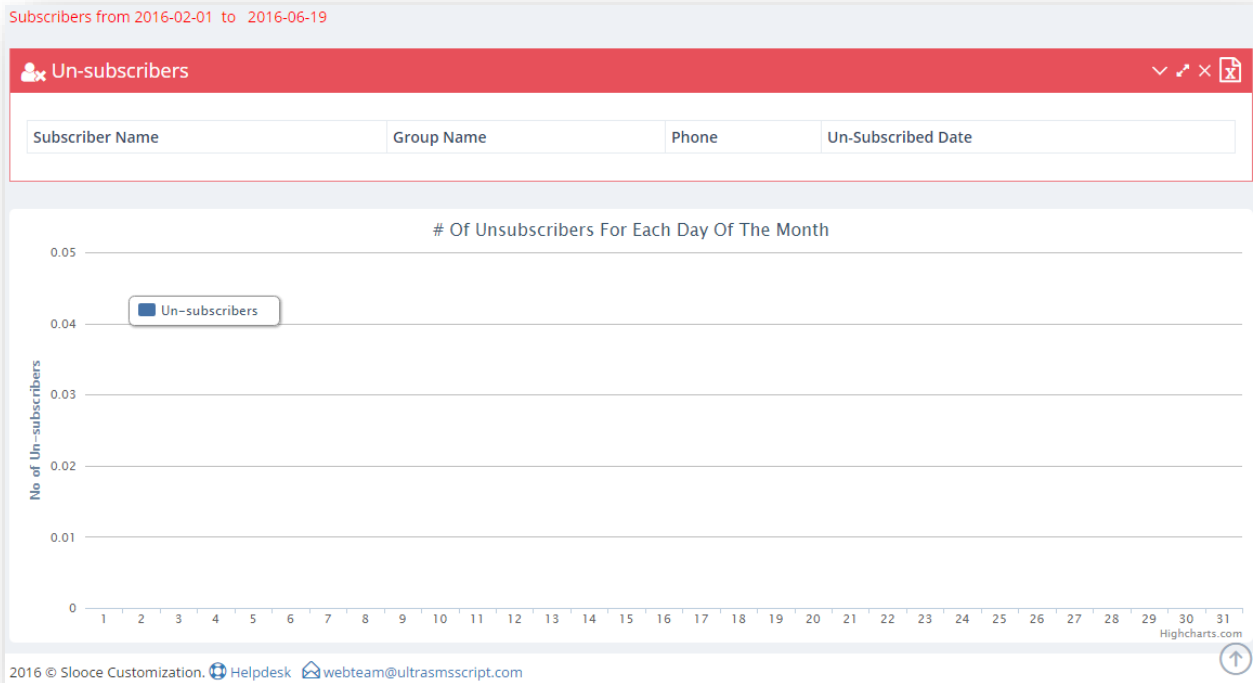 Subscribers from 2016-02-01 to 2016-06-19
Un-subscribers
Subscriber Name Group Name Phone Un-Subscribed Date
# Of Unsubscribers For Each Day Of The Month
0.05
Un-subscribers
0.04
0.03
No of Un-subscribers
0.02
0.01
0
1 2 3 4 5 6 7 8 9 10 11 12 13 14 15 16 17 18 19 20 21 22 23 24 25 26 27 28 29 30 31
Highcharts.com
2016 © Slooce Customization. Helpdesk webteam@ultrasmsscript.com